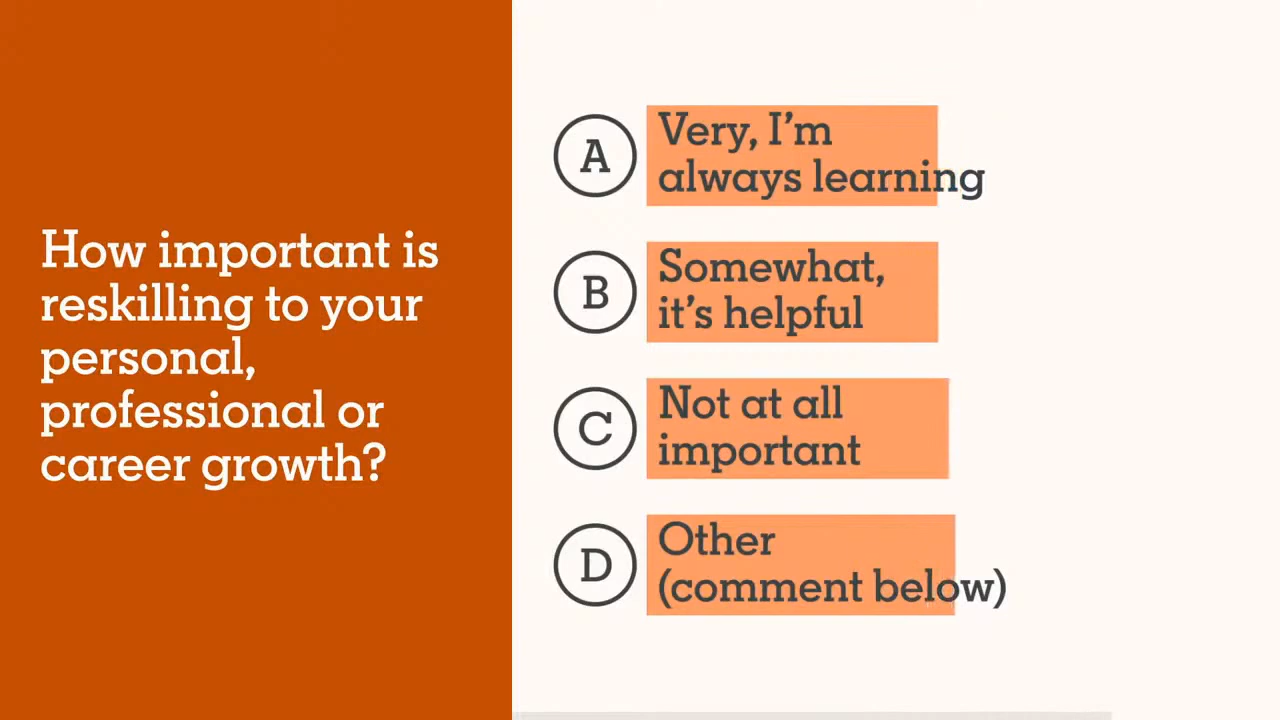 How important is
reskilling to your
personal,
professional or
career growth?
A
Very, I’m
always learning
B
Somewhat,
it’s helpful
C
Not at all
important
D
Other
(comment below)